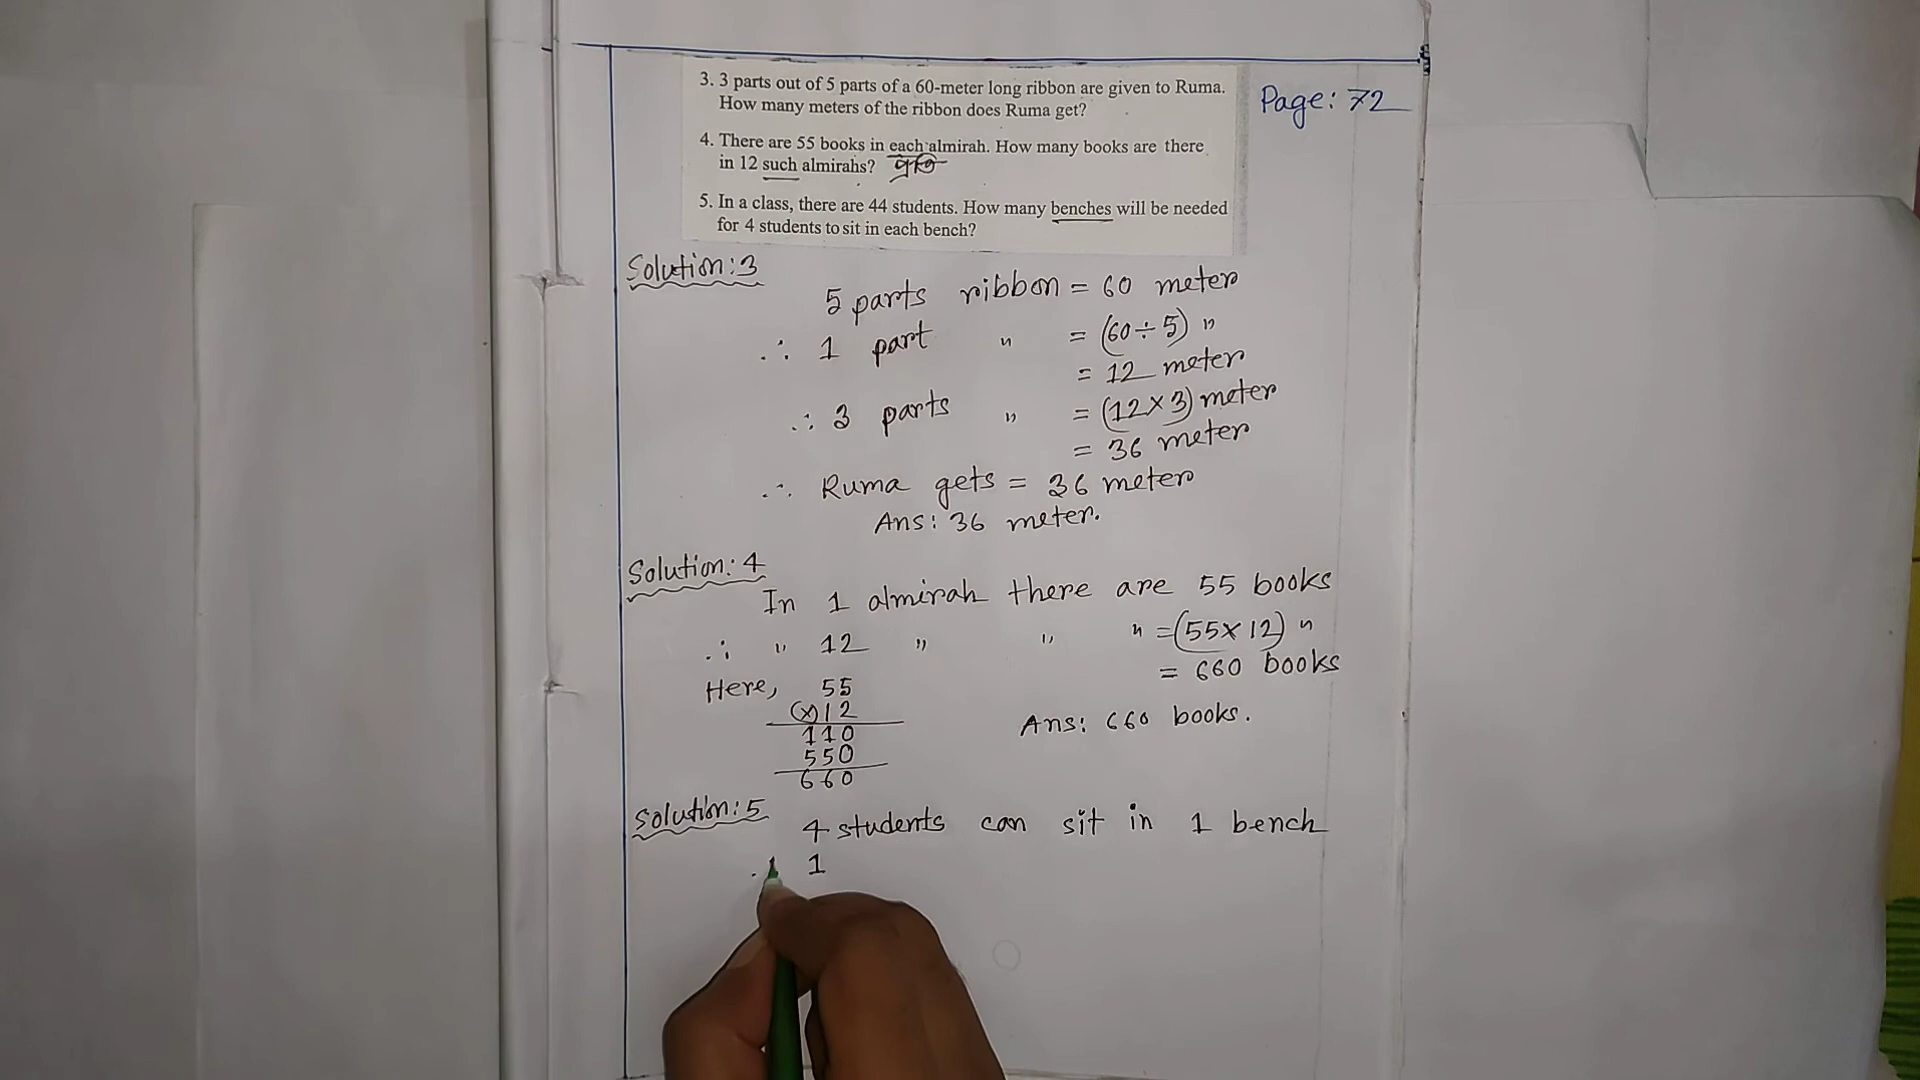 3. 3 parts out of 5 parts of a 60-meter long ribbon are given to Ruma.
How many meters of the ribbon does Ruma get?
Page: 72
4. There are 55 books in each almirah. How many books are there
in 12 such almirahs? প্রতি
5. In a class, there are 44 students. How many benches will be needed
for 4 students to sit in each bench?
Solution:3
5 parts ribbon = 60 meter
∴ 1 part " = (60÷5) "
= 12 meter
∴ 3 parts " = (12×3) meter
= 36 meter
∴ Ruma gets = 36 meter
Ans: 36 meter.
Solution: 4
In 1 almirah there are 55 books
∴ " 12 " " " =(55×12) "
= 660 books
Here, 55
(×)12
110
550
660
Ans: 660 books.
Solution:5
4 students can sit in 1 bench
1